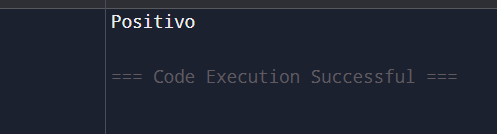 Positivo
=== Code Execution Successful ===